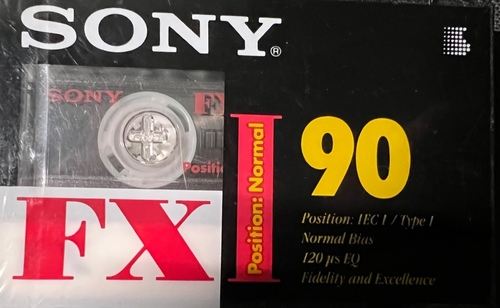 SONY®
SONY FX
Position
FX I 90
Position: Normal
Position: IEC I / Type I
Normal Bias
120 µs EQ
Fidelity and Excellence